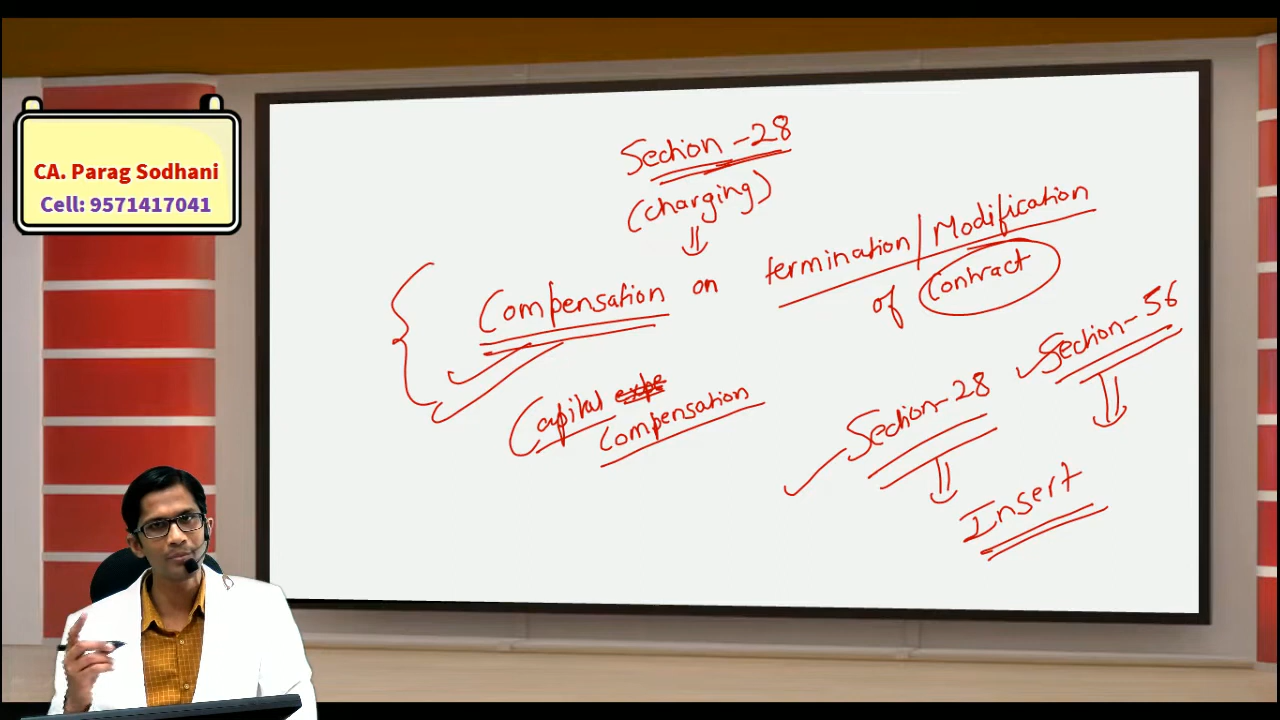 CA. Parag Sodhani
Cell: 9571417041
Section - 28
(charging)
Compensation on termination / Modification
of Contract
Capital expe
Compensation
Section - 28
Section - 56
Insert